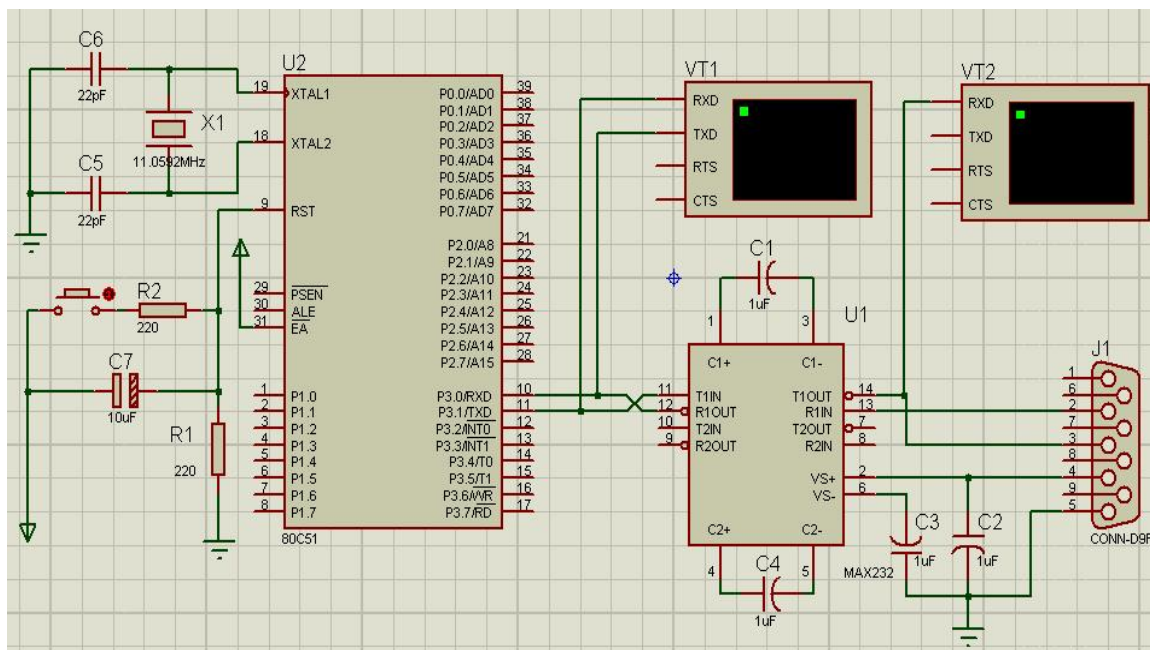 C6
22pF
X1
11.0592MHz
C5
22pF
R2
220
C7
10uF
R1
220
U2
19 XTAL1 P0.0/AD0 39
P0.1/AD1 38
P0.2/AD2 37
18 XTAL2 P0.3/AD3 36
P0.4/AD4 35
P0.5/AD5 34
P0.6/AD6 33
9 RST P0.7/AD7 32
P2.0/A8 21
P2.1/A9 22
P2.2/A10 23
29 PSEN P2.3/A11 24
30 ALE P2.4/A12 25
31 EA P2.5/A13 26
P2.6/A14 27
P2.7/A15 28
1 P1.0 P3.0/RXD 10
2 P1.1 P3.1/TXD 11
3 P1.2 P3.2/INT0 12
4 P1.3 P3.3/INT1 13
5 P1.4 P3.4/T0 14
6 P1.5 P3.5/T1 15
7 P1.6 P3.6/WR 16
8 P1.7 P3.7/RD 17
80C51
VT1
RXD
TXD
RTS
CTS
VT2
RXD
TXD
RTS
CTS
C1
1uF
U1
1 3
C1+ C1-
11 T1IN T1OUT 14
12 R1OUT R1IN 13
10 T2IN T2OUT 7
9 R2OUT R2IN 8
VS+ 2
VS- 6
C2+ C2-
4 5
MAX232
C4
1uF
C3
1uF
C2
1uF
J1
1
6
2
7
3
8
4
9
5
CONN-D9F